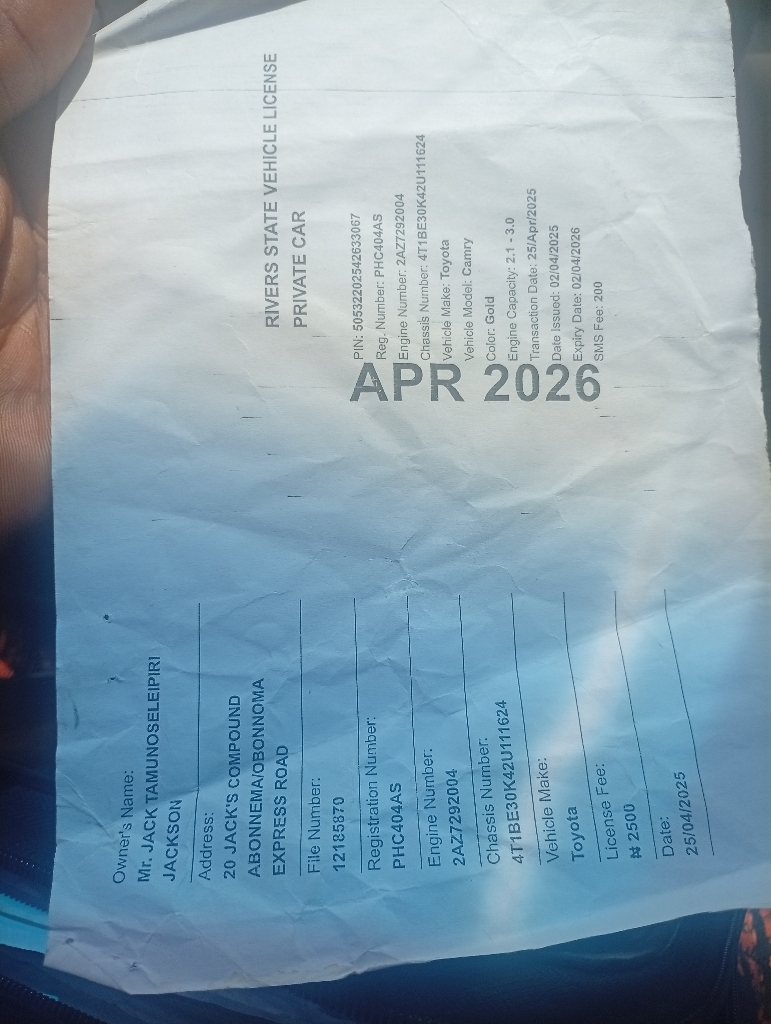 Owner's Name:
Mr. JACK TAMUNOSELEIPIRI
JACKSON
Address:
20 JACK'S COMPOUND
ABONNEMA/OBONNOMA
EXPRESS ROAD
File Number:
12185870
Registration Number:
PHC404AS
Engine Number:
2AZ7292004
Chassis Number:
4T1BE30K42U111624
Vehicle Make:
Toyota
License Fee:
₦ 2500
Date:
25/04/2025
RIVERS STATE VEHICLE LICENSE
PRIVATE CAR
PIN: 50532202542633067
Reg. Number: PHC404AS
Engine Number: 2AZ7292004
Chassis Number: 4T1BE30K42U111624
Vehicle Make: Toyota
Vehicle Model: Camry
Color: Gold
Engine Capacity: 2.1 - 3.0
Transaction Date: 25/Apr/2025
Date Issued: 02/04/2025
Expiry Date: 02/04/2026
SMS Fee: 200
APR 2026